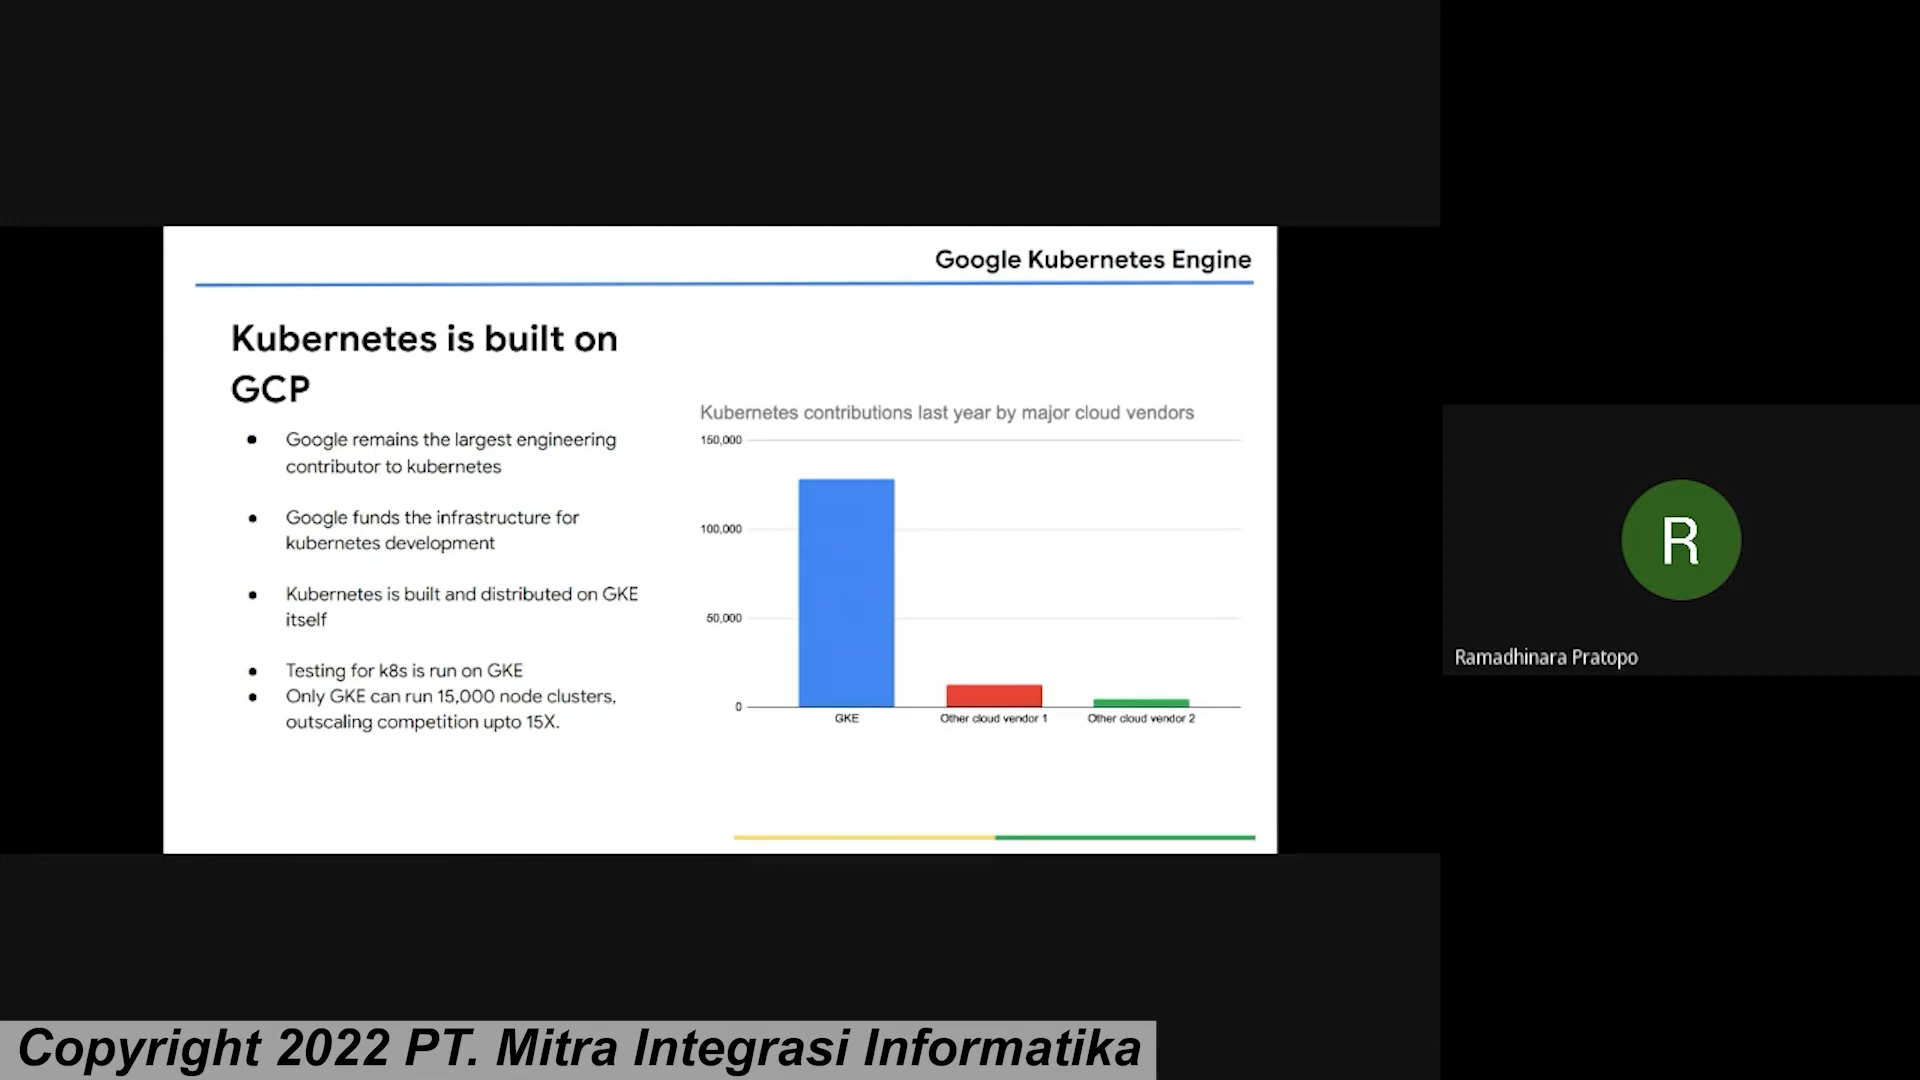 Google Kubernetes Engine
Kubernetes is built on
GCP
● Google remains the largest engineering
contributor to kubernetes
● Google funds the infrastructure for
kubernetes development
● Kubernetes is built and distributed on GKE
itself
● Testing for k8s is run on GKE
● Only GKE can run 15,000 node clusters,
outscaling competition upto 15X.
Kubernetes contributions last year by major cloud vendors
150,000
100,000
50,000
0
GKE
Other cloud vendor 1
Other cloud vendor 2
R
Ramadhinara Pratopo
Copyright 2022 PT. Mitra Integrasi Informatika